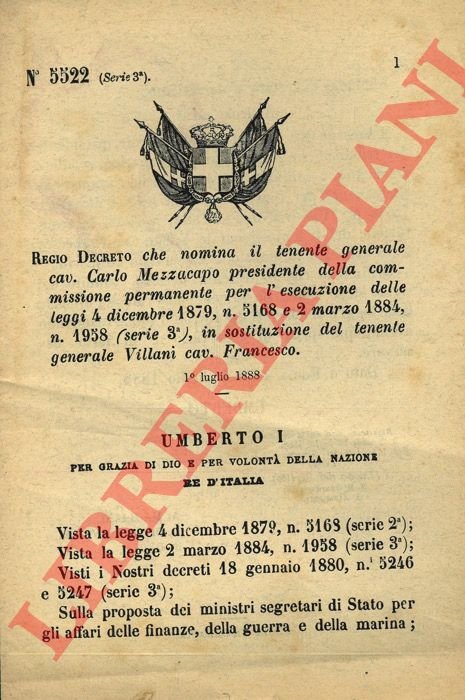 1
N° 5522 (Serie 3ª).
REGIO DECRETO che nomina il tenente generale
cav. Carlo Mezzacapo presidente della com-
missione permanente per l'esecuzione delle
leggi 4 dicembre 1879, n. 5168 e 2 marzo 1884,
n. 1958 (serie 3ª), in sostituzione del tenente
generale Villani cav. Francesco.
1° luglio 1888
UMBERTO I
PER GRAZIA DI DIO E PER VOLONTÀ DELLA NAZIONE
RE D'ITALIA
Vista la legge 4 dicembre 1879, n. 5168 (serie 2ª);
Vista la legge 2 marzo 1884, n. 1958 (serie 3ª);
Visti i Nostri decreti 18 gennaio 1880, n.ⁱ 5246
e 5247 (serie 3ª);
Sulla proposta dei ministri segretari di Stato per
gli affari delle finanze, della guerra e della marina;
LIBRERIA PIANI